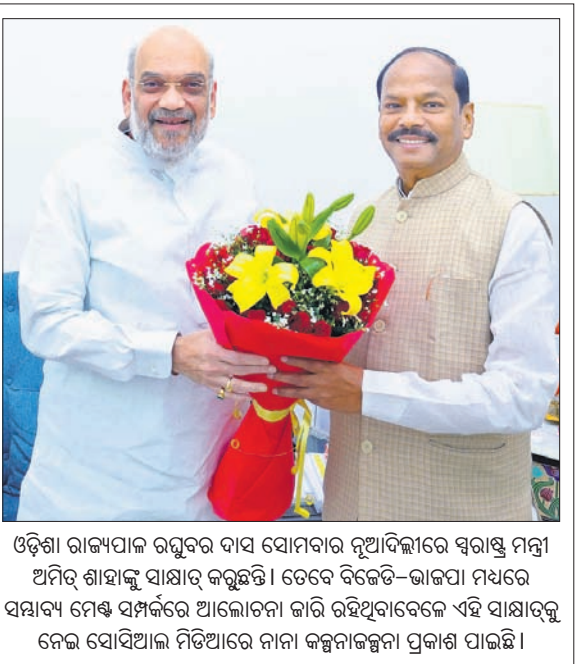 ଓଡ଼ିଶା ରାଜ୍ୟପାଳ ରଘୁବର ଦାସ ସୋମବାର ନୂଆଦିଲ୍ଲୀରେ ସ୍ବରାଷ୍ଟ୍ର ମନ୍ତ୍ରୀ
ଅମିତ୍ ଶାହାଙ୍କୁ ସାକ୍ଷାତ୍ କରୁଛନ୍ତି। ତେବେ ବିଜେଡି–ଭାଜପା ମଧ୍ୟରେ
ସମ୍ଭାବ୍ୟ ମେଣ୍ଟ ସମ୍ପର୍କରେ ଆଲୋଚନା ଜାରି ରହିଥିବାବେଳେ ଏହି ସାକ୍ଷାତ୍‌କୁ
ନେଇ ସୋସିଆଲ ମିଡିଆରେ ନାନା କଳ୍ପନାଜଳ୍ପନା ପ୍ରକାଶ ପାଇଛି।